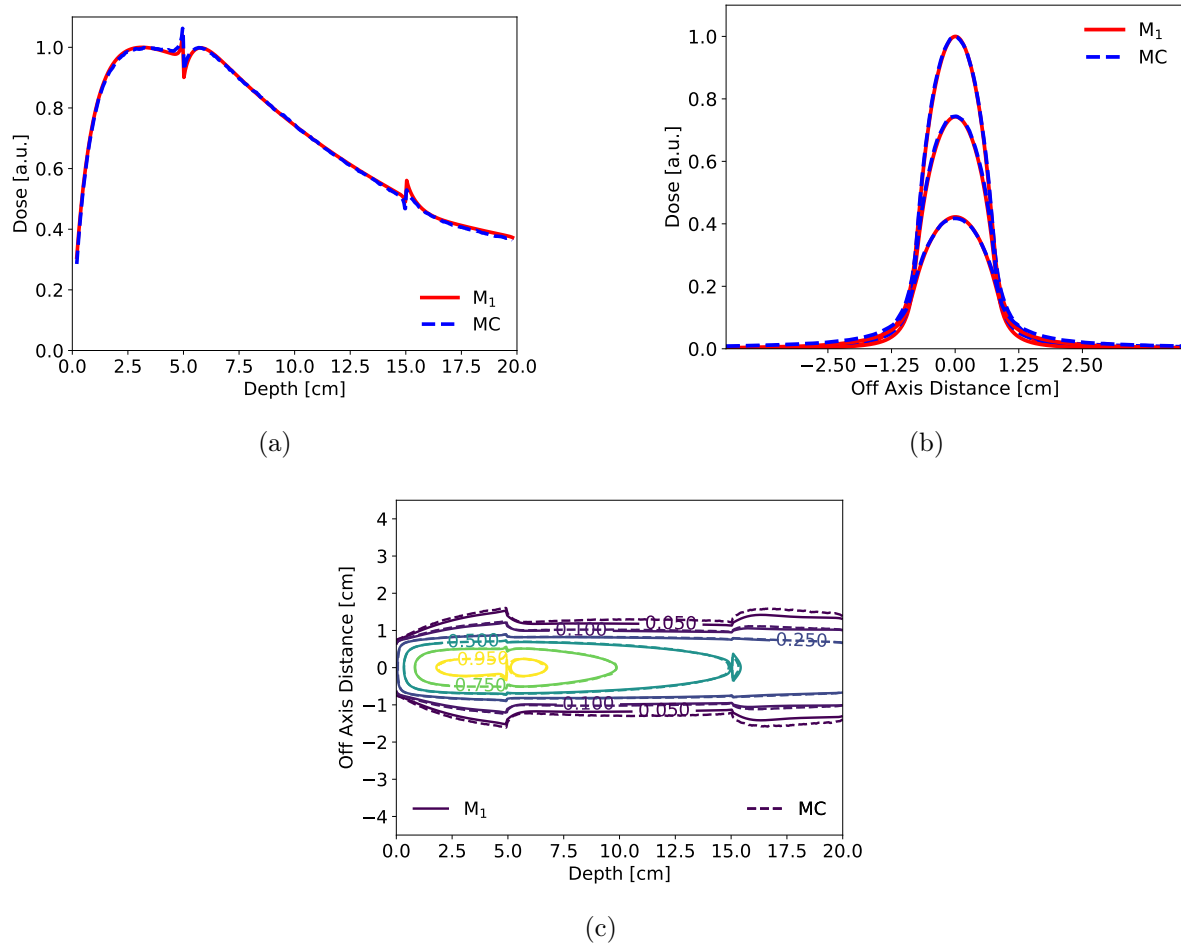 1.0
0.8
0.6
0.4
0.2
0.0
Dose [a.u.]
M1
MC
0.0 2.5 5.0 7.5 10.0 12.5 15.0 17.5 20.0
Depth [cm]
(a)
1.0
0.8
0.6
0.4
0.2
0.0
Dose [a.u.]
M1
MC
−2.50 −1.25 0.00 1.25 2.50
Off Axis Distance [cm]
(b)
4
3
2
1
0
−1
−2
−3
−4
Off Axis Distance [cm]
0.050
0.100
0.250
0.500
0.950
0.750
0.100
0.050
M1
MC
0.0 2.5 5.0 7.5 10.0 12.5 15.0 17.5 20.0
Depth [cm]
(c)